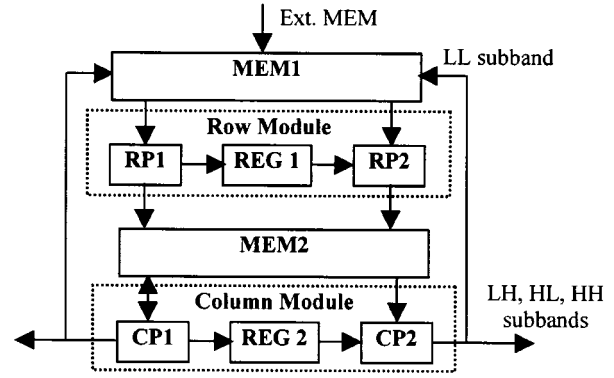 Ext. MEM
MEM1
LL subband
Row Module
RP1
REG 1
RP2
MEM2
Column Module
CP1
REG 2
CP2
LH, HL, HH
subbands